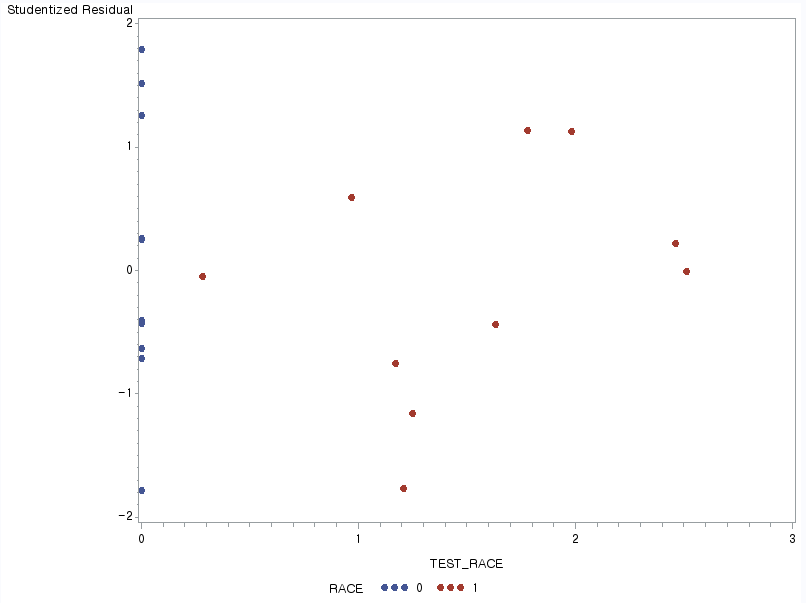 Studentized Residual
2
1
0
−1
−2
0 1 2 3
TEST_RACE
RACE 0 1